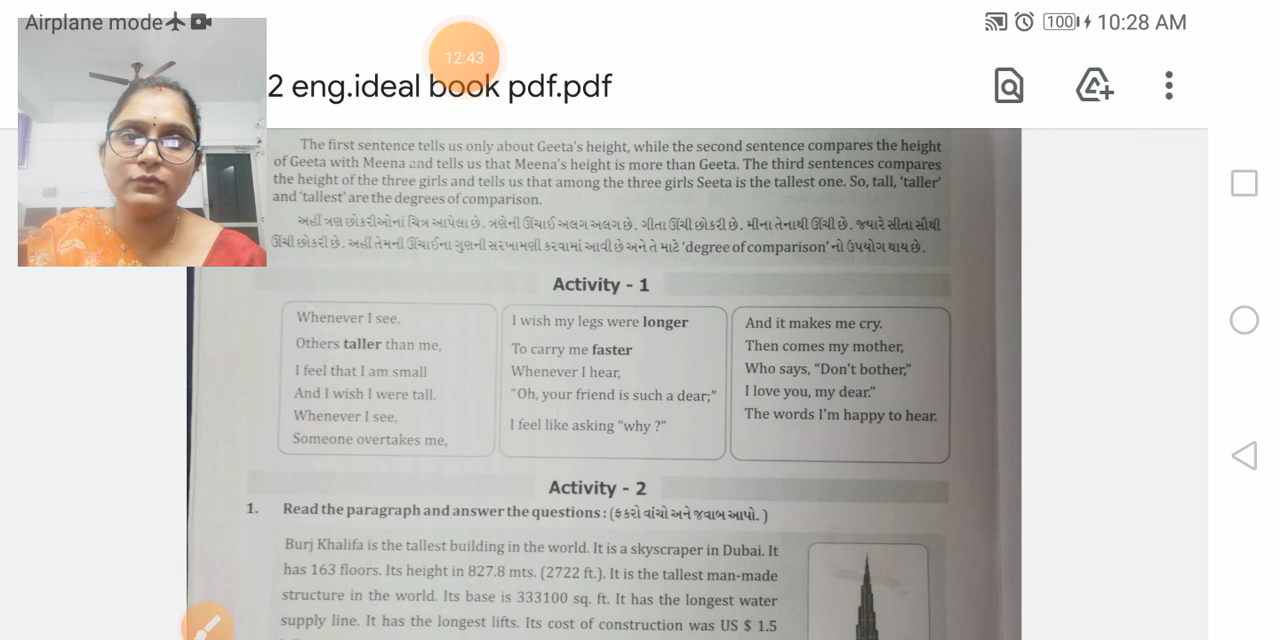 Airplane mode
12:43
100 10:28 AM
2 eng.ideal book pdf.pdf
The first sentence tells us only about Geeta's height, while the second sentence compares the height
of Geeta with Meena and tells us that Meena's height is more than Geeta. The third sentences compares
the height of the three girls and tells us that among the three girls Seeta is the tallest one. So, tall, 'taller'
and 'tallest' are the degrees of comparison.
અહીં ત્રણ છોકરીઓનાં ચિત્ર આપેલા છે. ત્રણેની ઊંચાઈ અલગ અલગ છે. ગીતા ઊંચી છોકરી છે. મીના તેનાથી ઊંચી છે. જ્યારે સીતા સૌથી
ઊંચી છોકરી છે. અહીં તેમની ઊંચાઈના ગુણની સરખામણી કરવામાં આવી છે અને તે માટે 'degree of comparison' નો ઉપયોગ થાય છે.
Activity - 1
Whenever I see,
Others taller than me,
I feel that I am small
And I wish I were tall.
Whenever I see,
Someone overtakes me,
I wish my legs were longer
To carry me faster
Whenever I hear,
"Oh, your friend is such a dear;"
I feel like asking "why ?"
And it makes me cry.
Then comes my mother,
Who says, "Don't bother,"
I love you, my dear."
The words I'm happy to hear.
Activity - 2
1. Read the paragraph and answer the questions : (ફકરો વાંચો અને જવાબ આપો. )
Burj Khalifa is the tallest building in the world. It is a skyscraper in Dubai. It
has 163 floors. Its height in 827.8 mts. (2722 ft.). It is the tallest man-made
structure in the world. Its base is 333100 sq. ft. It has the longest water
supply line. It has the longest lifts. Its cost of construction was US $ 1.5